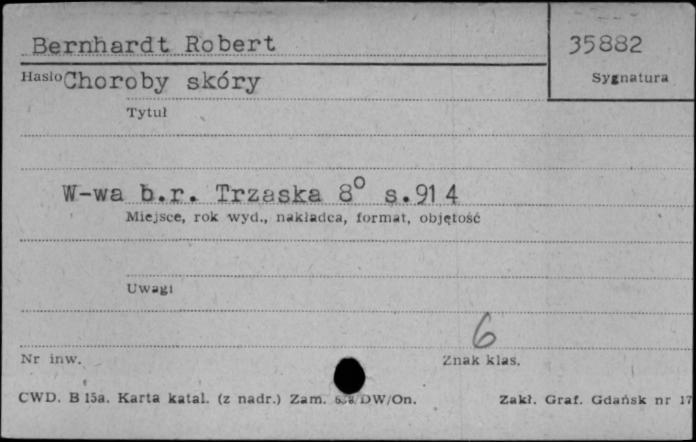 Bernhardt Robert
35882
Sygnatura
Hasło Choroby skóry
Tytuł
W-wa b.r. Trzaska 8° s.914
Miejsce, rok wyd., nakładca, format, objętość
Uwagi
6
Nr inw.
Znak klas.
CWD. B 15a. Karta katal. (z nadr.) Zam. DW/On.
Zakł. Graf. Gdańsk nr 17